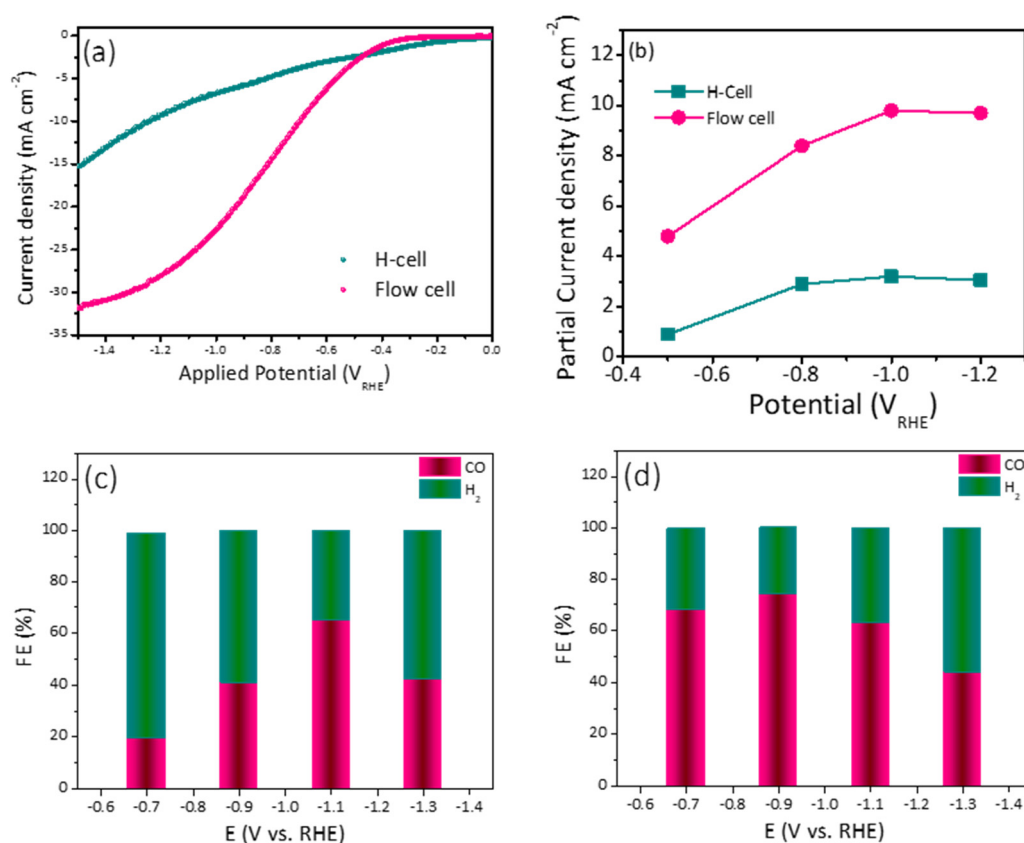 (a)
0
-5
-10
-15
-20
-25
-30
-35
Current density (mA cm-2)
H-cell
Flow cell
-1.4 -1.2 -1.0 -0.8 -0.6 -0.4 -0.2 0.0
Applied Potential (VRHE)
(b)
12
10
8
6
4
2
0
Partial Current density (mA cm-2)
H-Cell
Flow cell
-0.4 -0.6 -0.8 -1.0 -1.2
Potential (VRHE)
(c)
CO
H2
120
100
80
60
40
20
0
FE (%)
-0.6 -0.7 -0.8 -0.9 -1.0 -1.1 -1.2 -1.3 -1.4
E (V vs. RHE)
(d)
CO
H2
120
100
80
60
40
20
0
FE (%)
-0.6 -0.7 -0.8 -0.9 -1.0 -1.1 -1.2 -1.3 -1.4
E (V vs. RHE)